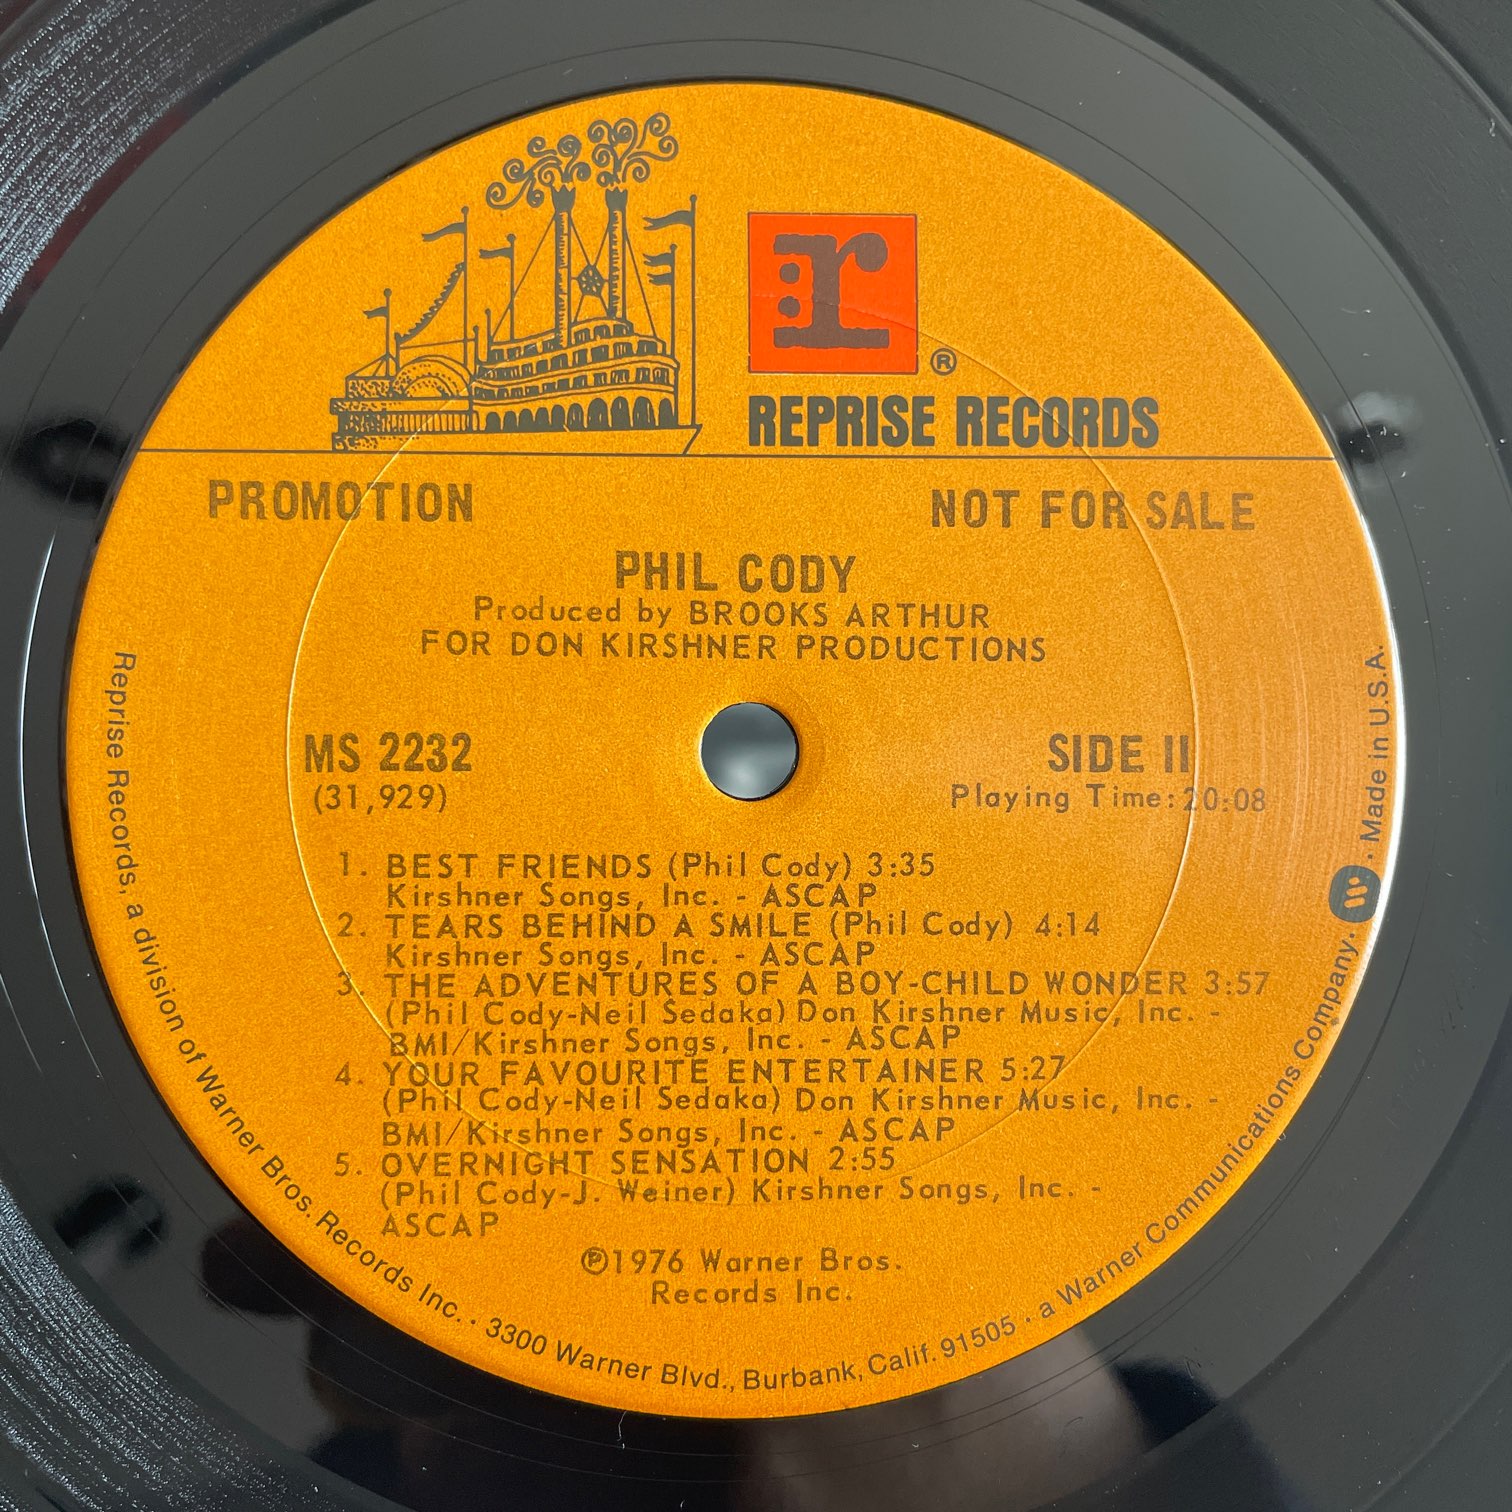 r
®
REPRISE RECORDS
PROMOTION NOT FOR SALE
PHIL CODY
Produced by BROOKS ARTHUR
FOR DON KIRSHNER PRODUCTIONS
MS 2232 SIDE II
(31,929) Playing Time: 20:08
1. BEST FRIENDS (Phil Cody) 3:35
Kirshner Songs, Inc. - ASCAP
2. TEARS BEHIND A SMILE (Phil Cody) 4:14
Kirshner Songs, Inc. - ASCAP
3. THE ADVENTURES OF A BOY-CHILD WONDER 3:57
(Phil Cody-Neil Sedaka) Don Kirshner Music, Inc. -
BMI/Kirshner Songs, Inc. - ASCAP
4. YOUR FAVOURITE ENTERTAINER 5:27
(Phil Cody-Neil Sedaka) Don Kirshner Music, Inc. -
BMI/Kirshner Songs, Inc. - ASCAP
5. OVERNIGHT SENSATION 2:55
(Phil Cody-J. Weiner) Kirshner Songs, Inc. -
ASCAP
℗1976 Warner Bros.
Records Inc.
Reprise Records, a division of Warner Bros. Records Inc. · 3300 Warner Blvd., Burbank, Calif. 91505 · a Warner Communications Company · W · Made in U.S.A.